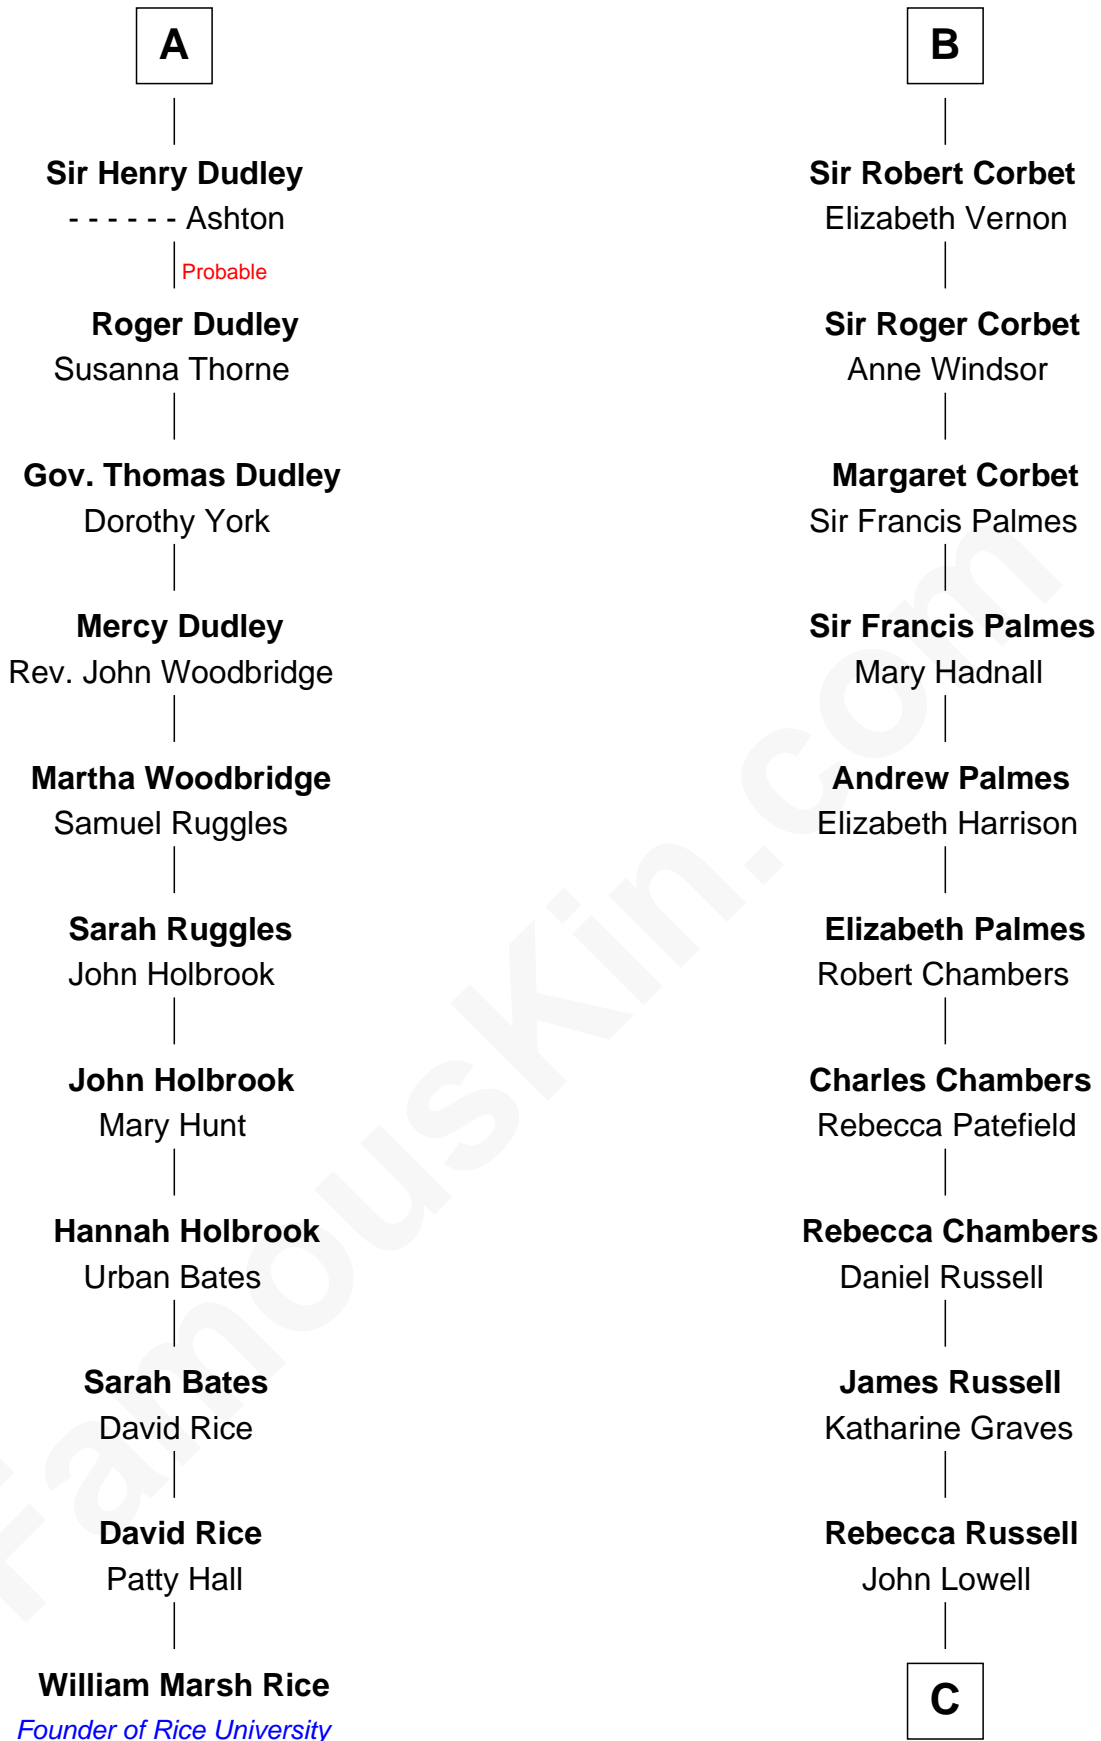 A
Sir Henry Dudley
- - - - - - Ashton
Probable
Roger Dudley
Susanna Thorne
Gov. Thomas Dudley
Dorothy York
Mercy Dudley
Rev. John Woodbridge
Martha Woodbridge
Samuel Ruggles
Sarah Ruggles
John Holbrook
John Holbrook
Mary Hunt
Hannah Holbrook
Urban Bates
Sarah Bates
David Rice
David Rice
Patty Hall
William Marsh Rice
Founder of Rice University
B
Sir Robert Corbet
Elizabeth Vernon
Sir Roger Corbet
Anne Windsor
Margaret Corbet
Sir Francis Palmes
Sir Francis Palmes
Mary Hadnall
Andrew Palmes
Elizabeth Harrison
Elizabeth Palmes
Robert Chambers
Charles Chambers
Rebecca Patefield
Rebecca Chambers
Daniel Russell
James Russell
Katharine Graves
Rebecca Russell
John Lowell
C
FamousKin.com